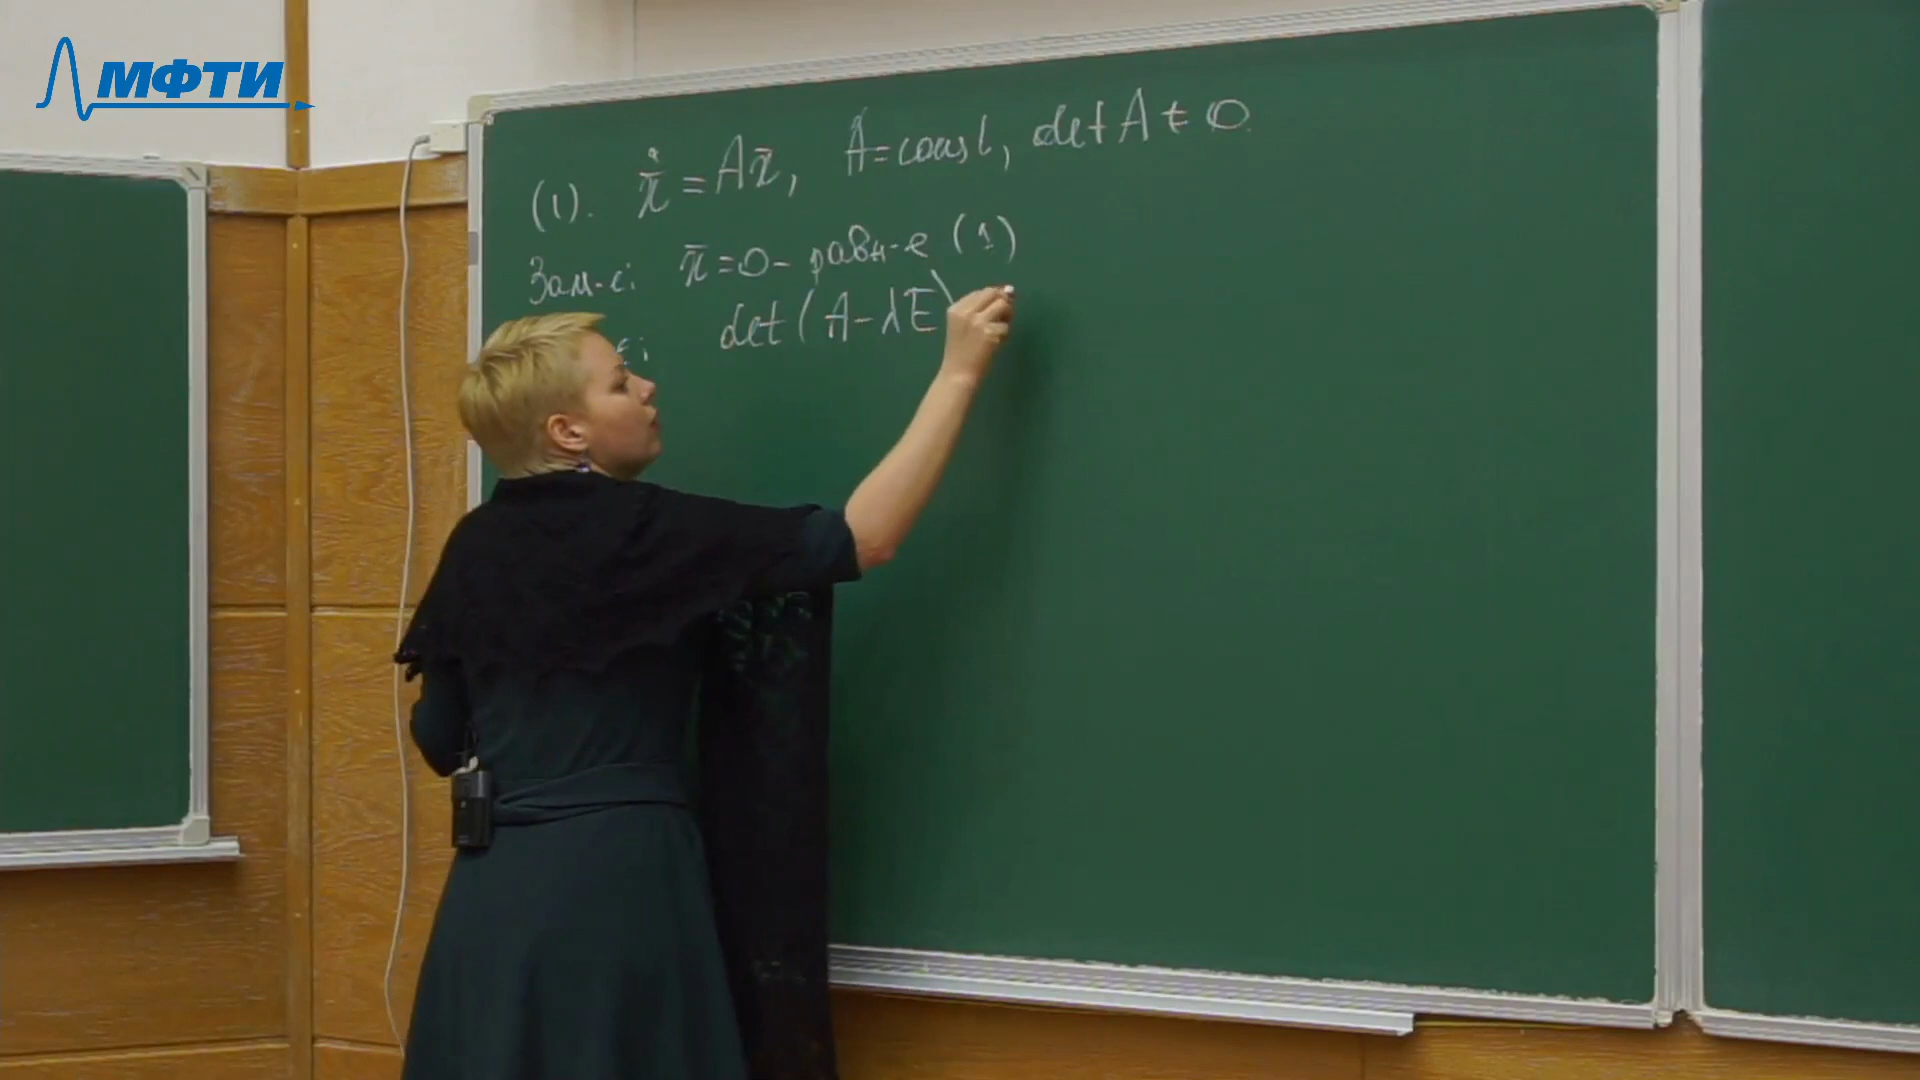 МФТИ
(1). ẋ̄ = Ax̄, A = const, det A ≠ 0.
Зам-е: x̄ = 0 - равн-е (1)
е: det (A - λE)